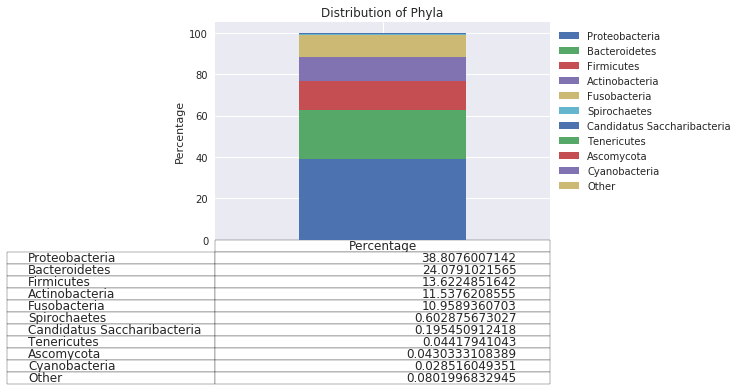 Distribution of Phyla
100
80
60
40
20
0
Percentage
Proteobacteria
Bacteroidetes
Firmicutes
Actinobacteria
Fusobacteria
Spirochaetes
Candidatus Saccharibacteria
Tenericutes
Ascomycota
Cyanobacteria
Other
Percentage
Proteobacteria 38.8076007142
Bacteroidetes 24.0791021565
Firmicutes 13.6224851642
Actinobacteria 11.5376208555
Fusobacteria 10.9589360703
Spirochaetes 0.602875673027
Candidatus Saccharibacteria 0.195450912418
Tenericutes 0.04417941043
Ascomycota 0.0430333108389
Cyanobacteria 0.028516049351
Other 0.0801996832945